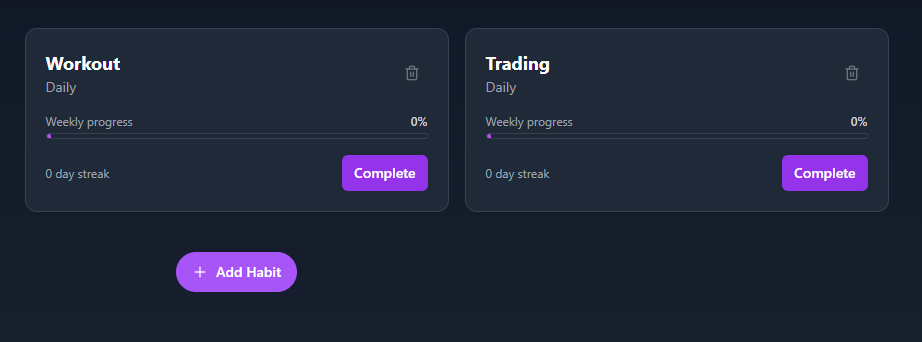 Workout
Daily
Weekly progress 0%
0 day streak Complete
Trading
Daily
Weekly progress 0%
0 day streak Complete
+ Add Habit